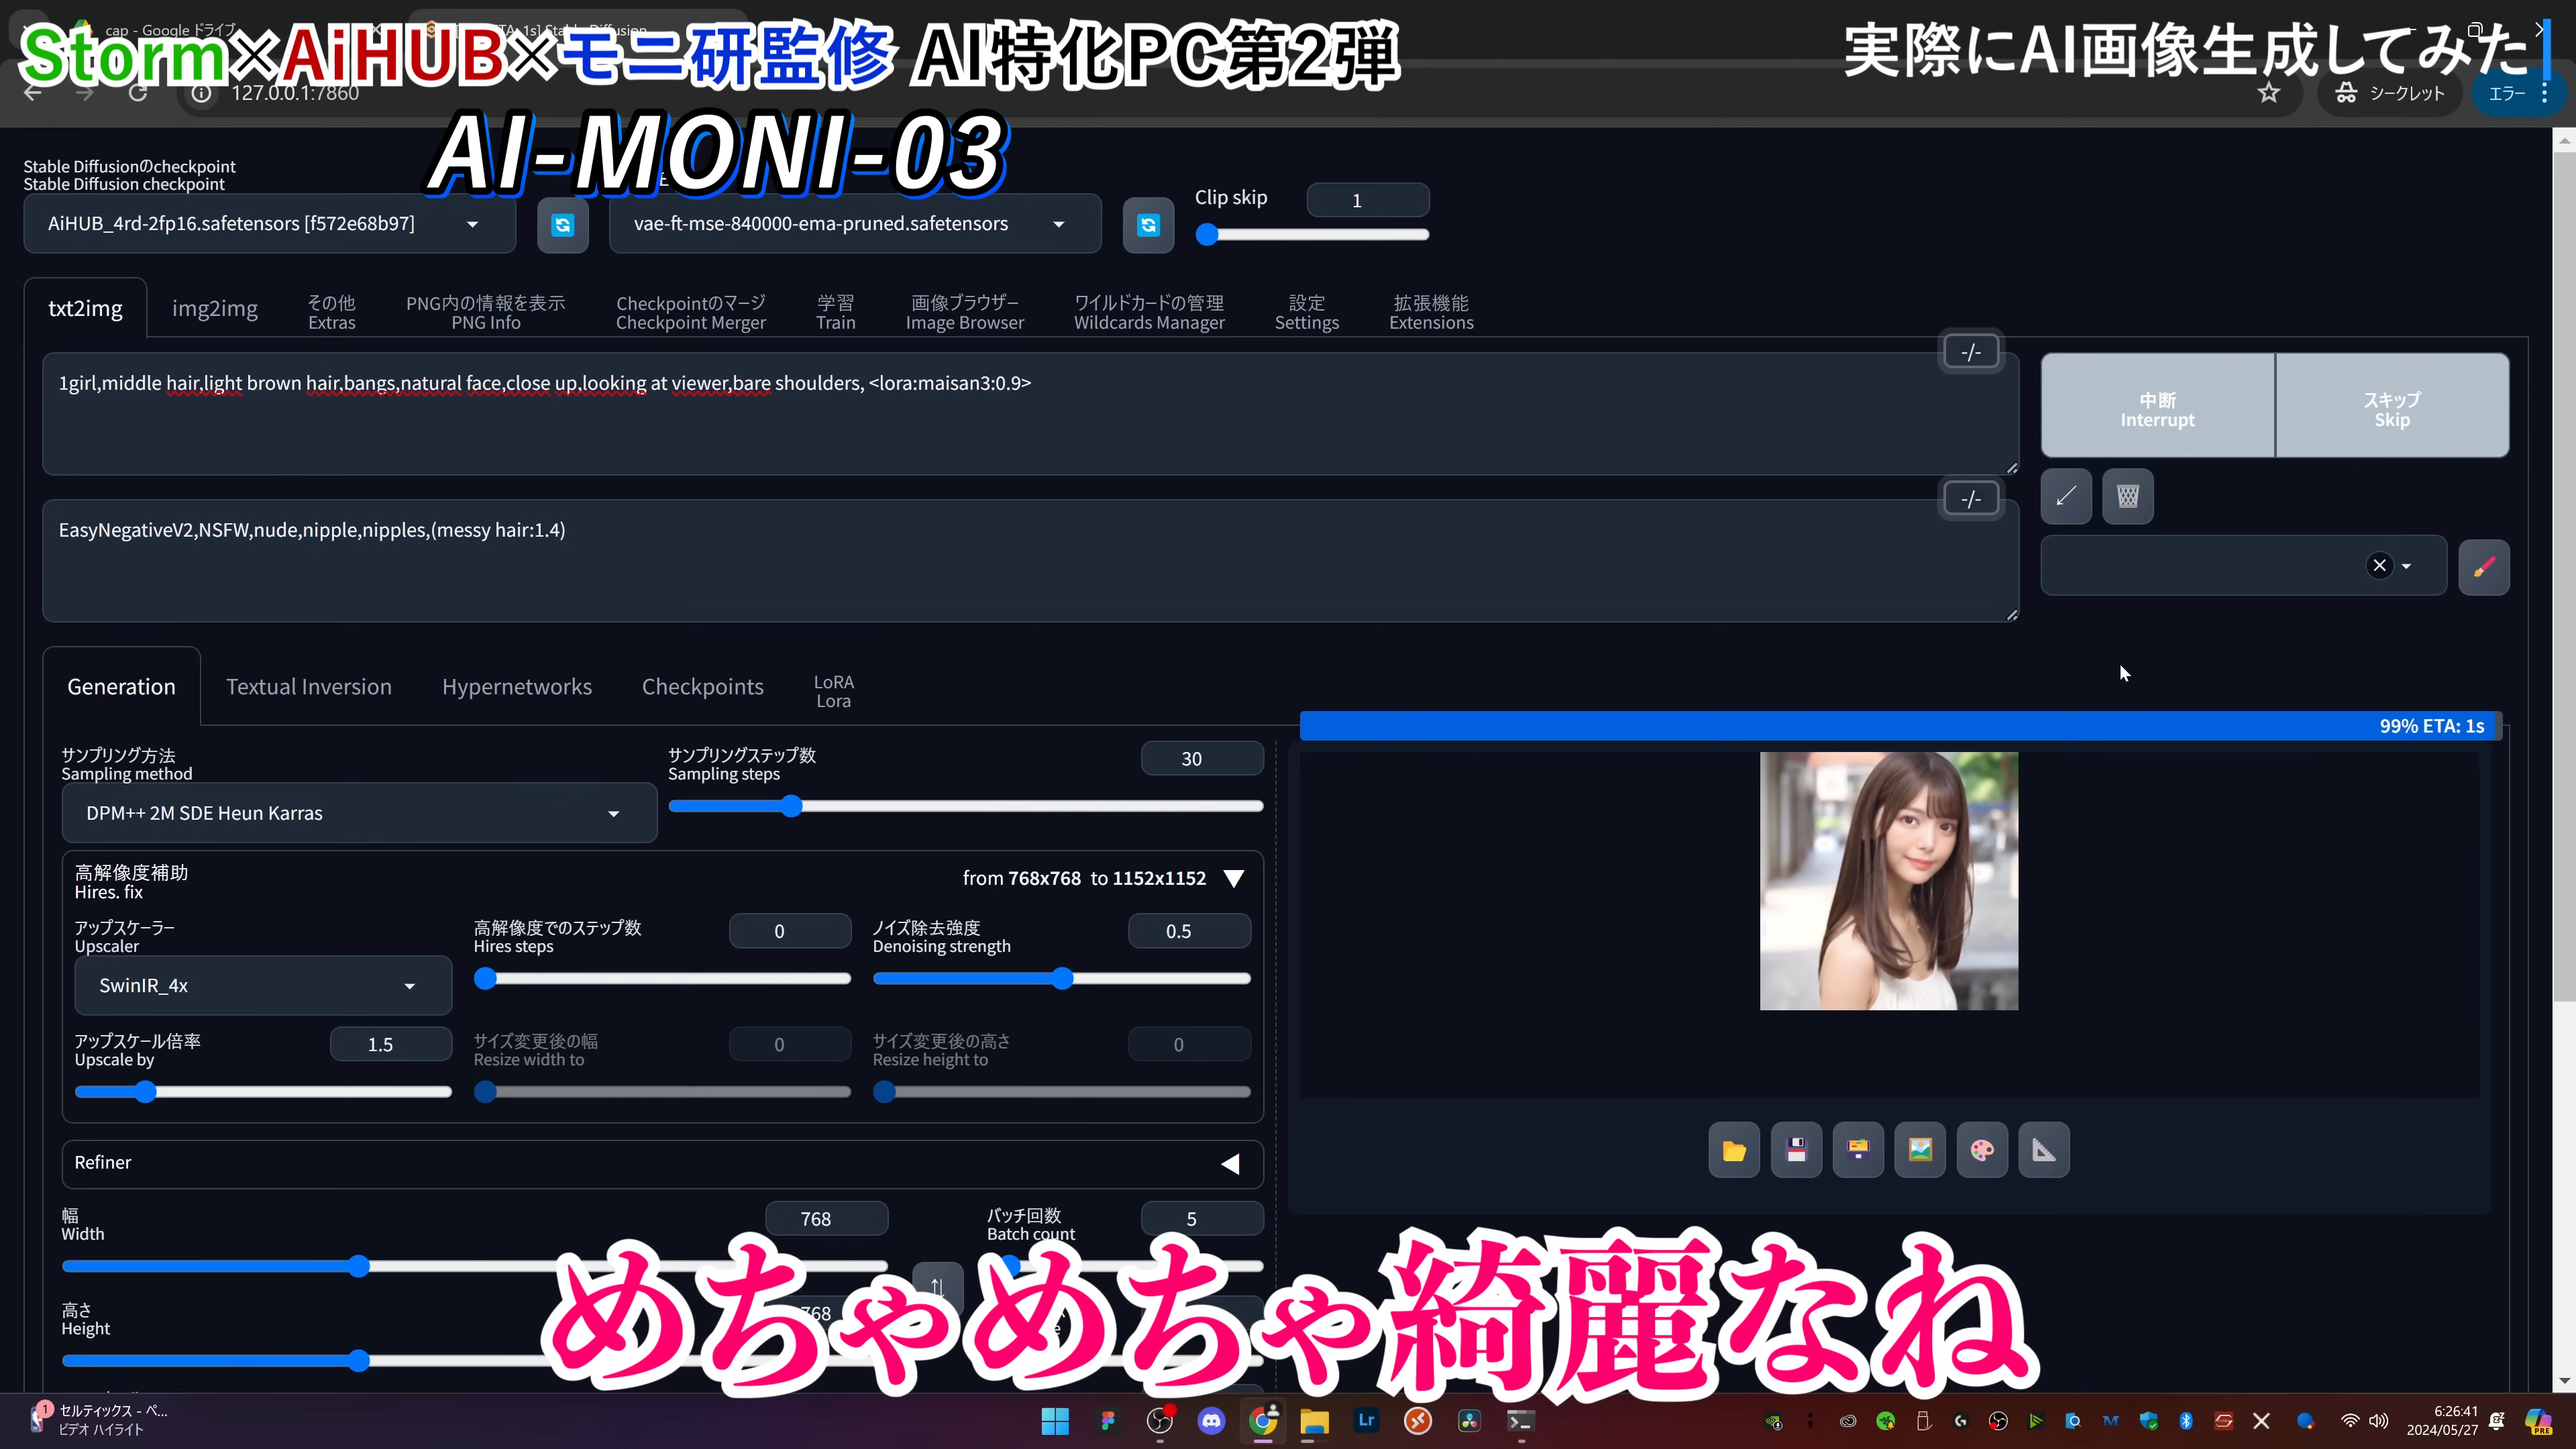 cap - Google ドライブ
Storm×AiHUB×モニ研監修 AI特化PC第2弾
実際にAI画像生成してみた
127.0.0.1:7860
シークレット
エラー
AI-MONI-03
Stable Diffusionのcheckpoint
Stable Diffusion checkpoint
AiHUB_4rd-2fp16.safetensors [f572e68b97]
vae-ft-mse-840000-ema-pruned.safetensors
Clip skip
1
txt2img
img2img
その他
Extras
PNG内の情報を表示
PNG Info
Checkpointのマージ
Checkpoint Merger
学習
Train
画像ブラウザー
Image Browser
ワイルドカードの管理
Wildcards Manager
設定
Settings
拡張機能
Extensions
-/-
1girl,middle hair,light brown hair,bangs,natural face,close up,looking at viewer,bare shoulders, <lora:maisan3:0.9>
中断
Interrupt
スキップ
Skip
-/-
EasyNegativeV2,NSFW,nude,nipple,nipples,(messy hair:1.4)
Generation
Textual Inversion
Hypernetworks
Checkpoints
LoRA
Lora
99% ETA: 1s
サンプリング方法
Sampling method
DPM++ 2M SDE Heun Karras
サンプリングステップ数
Sampling steps
30
高解像度補助
Hires. fix
from 768x768 to 1152x1152
アップスケーラー
Upscaler
SwinIR_4x
高解像度でのステップ数
Hires steps
0
ノイズ除去強度
Denoising strength
0.5
アップスケール倍率
Upscale by
1.5
サイズ変更後の幅
Resize width to
0
サイズ変更後の高さ
Resize height to
0
Refiner
幅
Width
768
バッチ回数
Batch count
5
高さ
Height
768
めちゃめちゃ綺麗なね
1
セルティックス - ペ...
ビデオ ハイライト
Lr
6:26:41
2024/05/27
PRE